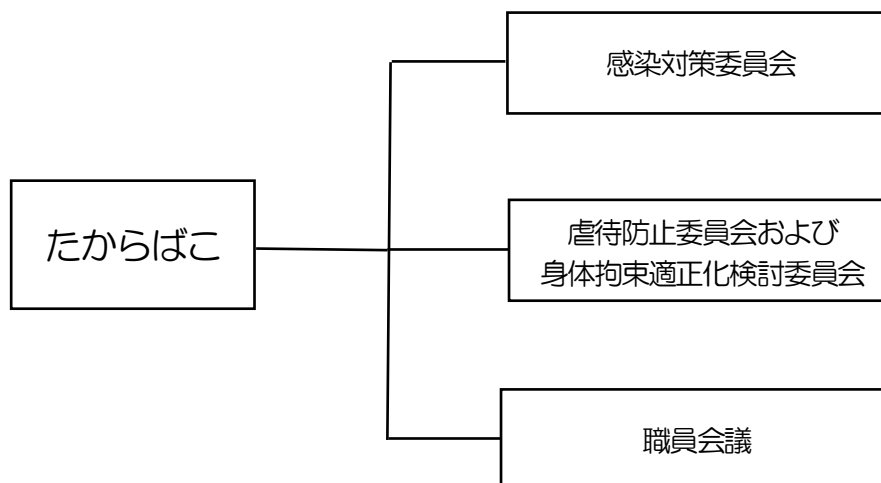 感染対策委員会
たからばこ
虐待防止委員会および
身体拘束適正化検討委員会
職員会議